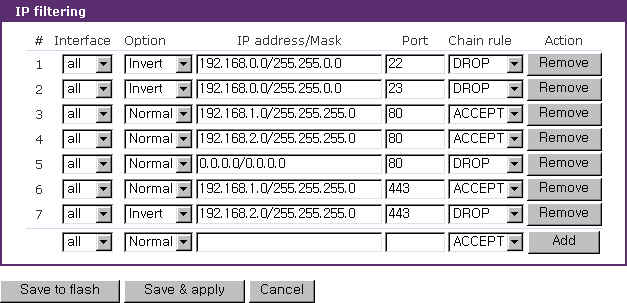 IP filtering
# Interface Option IP address/Mask Port Chain rule Action
1 all Invert 192.168.0.0/255.255.0.0 22 DROP Remove
2 all Invert 192.168.0.0/255.255.0.0 23 DROP Remove
3 all Normal 192.168.1.0/255.255.255.0 80 ACCEPT Remove
4 all Normal 192.168.2.0/255.255.255.0 80 ACCEPT Remove
5 all Normal 0.0.0.0/0.0.0.0 80 DROP Remove
6 all Normal 192.168.1.0/255.255.255.0 443 ACCEPT Remove
7 all Invert 192.168.2.0/255.255.255.0 443 DROP Remove
all Normal ACCEPT Add
Save to flash Save & apply Cancel